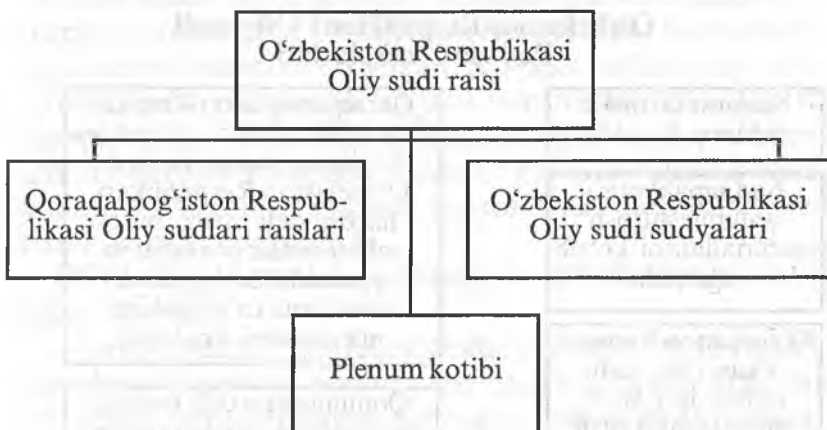 O‘zbekiston Respublikasi
Oliy sudi raisi
Qoraqalpog‘iston Respub-
likasi Oliy sudlari raislari
O‘zbekiston Respublikasi
Oliy sudi sudyalari
Plenum kotibi